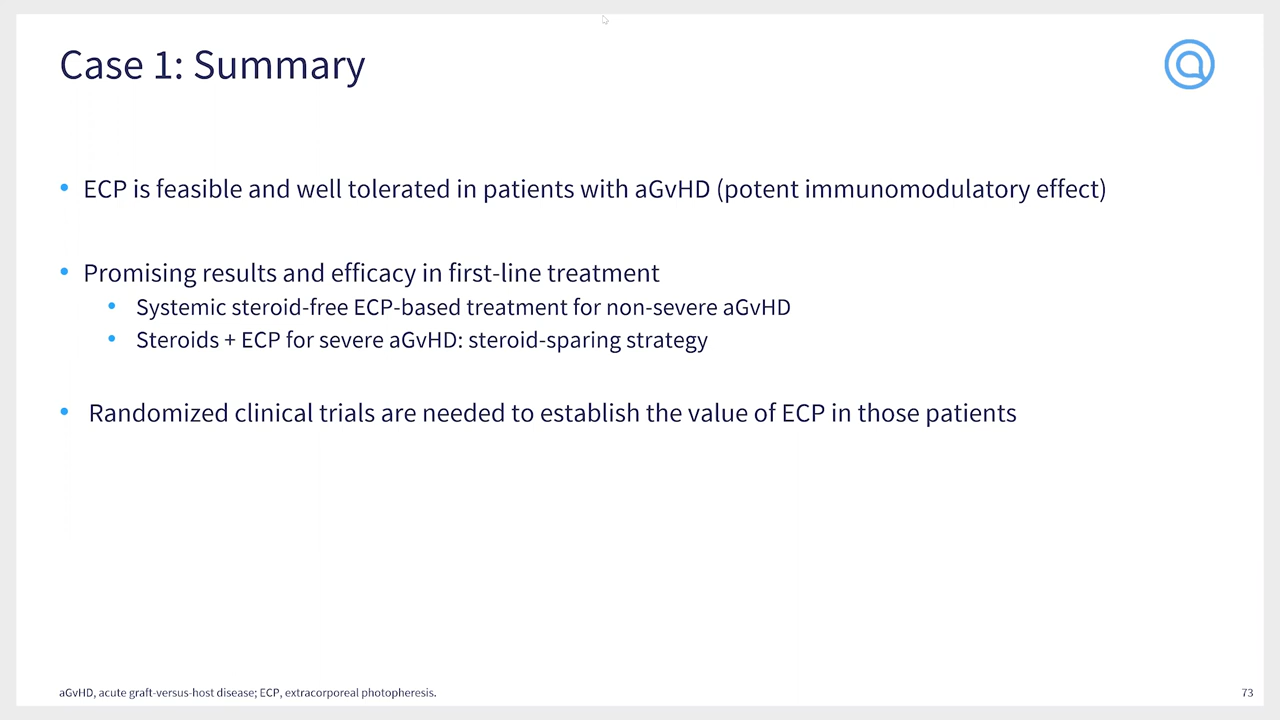 Case 1: Summary
• ECP is feasible and well tolerated in patients with aGvHD (potent immunomodulatory effect)
• Promising results and efficacy in first-line treatment
• Systemic steroid-free ECP-based treatment for non-severe aGvHD
• Steroids + ECP for severe aGvHD: steroid-sparing strategy
• Randomized clinical trials are needed to establish the value of ECP in those patients
aGvHD, acute graft-versus-host disease; ECP, extracorporeal photopheresis.
73